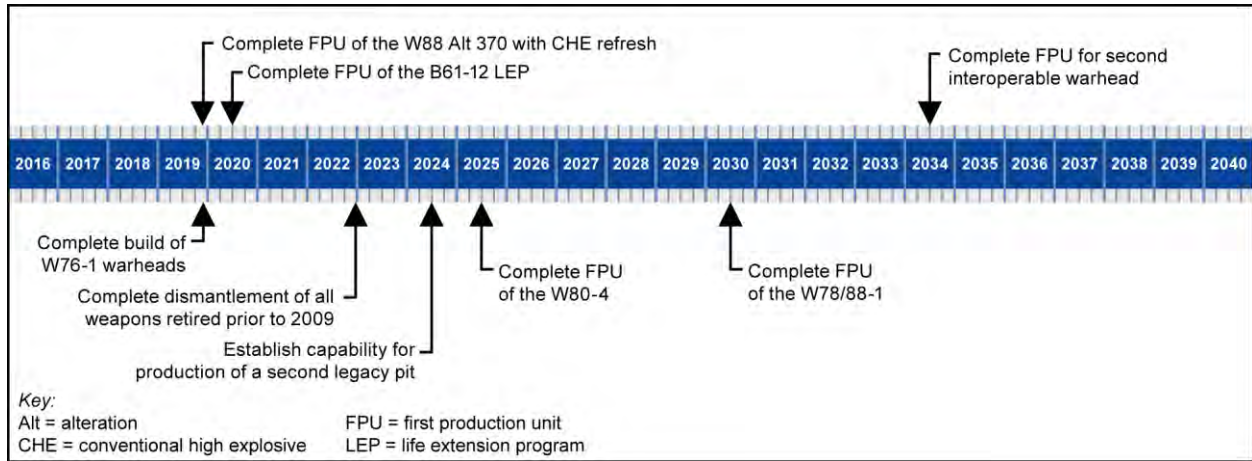 Complete FPU of the W88 Alt 370 with CHE refresh
Complete FPU of the B61-12 LEP
Complete FPU for second
interoperable warhead
2016 2017 2018 2019 2020 2021 2022 2023 2024 2025 2026 2027 2028 2029 2030 2031 2032 2033 2034 2035 2036 2037 2038 2039 2040
Complete build of
W76-1 warheads
Complete dismantlement of all
weapons retired prior to 2009
Establish capability for
production of a second legacy pit
Complete FPU
of the W80-4
Complete FPU
of the W78/88-1
Key:
Alt = alteration
CHE = conventional high explosive
FPU = first production unit
LEP = life extension program